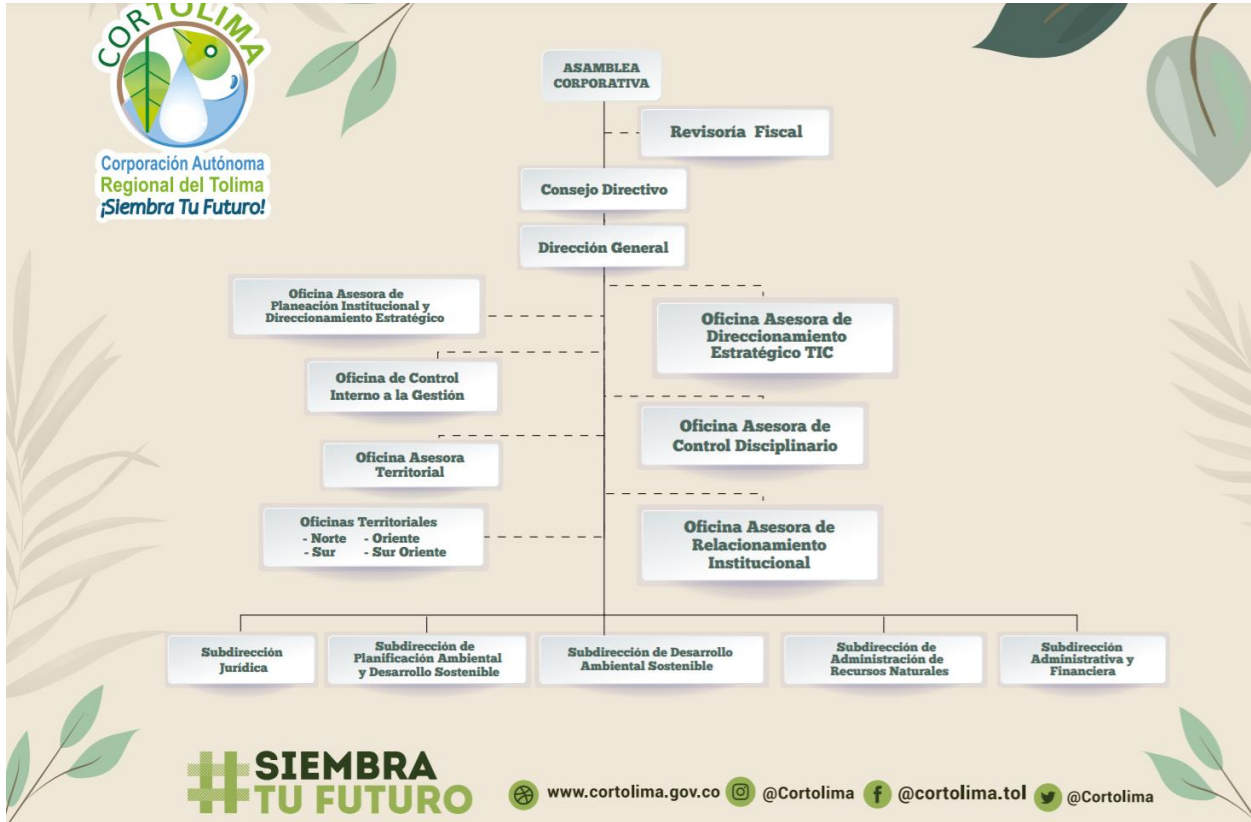 CORTOLIMA
Corporación Autónoma
Regional del Tolima
¡Siembra Tu Futuro!
ASAMBLEA
CORPORATIVA
Revisoría Fiscal
Consejo Directivo
Dirección General
Oficina Asesora de
Planeación Institucional y
Direccionamiento Estratégico
Oficina Asesora de
Direccionamiento
Estratégico TIC
Oficina de Control
Interno a la Gestión
Oficina Asesora de
Control Disciplinario
Oficina Asesora
Territorial
Oficinas Territoriales
- Norte - Oriente
- Sur - Sur Oriente
Oficina Asesora de
Relacionamiento
Institucional
Subdirección
Jurídica
Subdirección de
Planificación Ambiental
y Desarrollo Sostenible
Subdirección de Desarrollo
Ambiental Sostenible
Subdirección de
Administración de
Recursos Naturales
Subdirección
Administrativa y
Financiera
#SIEMBRA
TU FUTURO
www.cortolima.gov.co @Cortolima @cortolima.tol @Cortolima